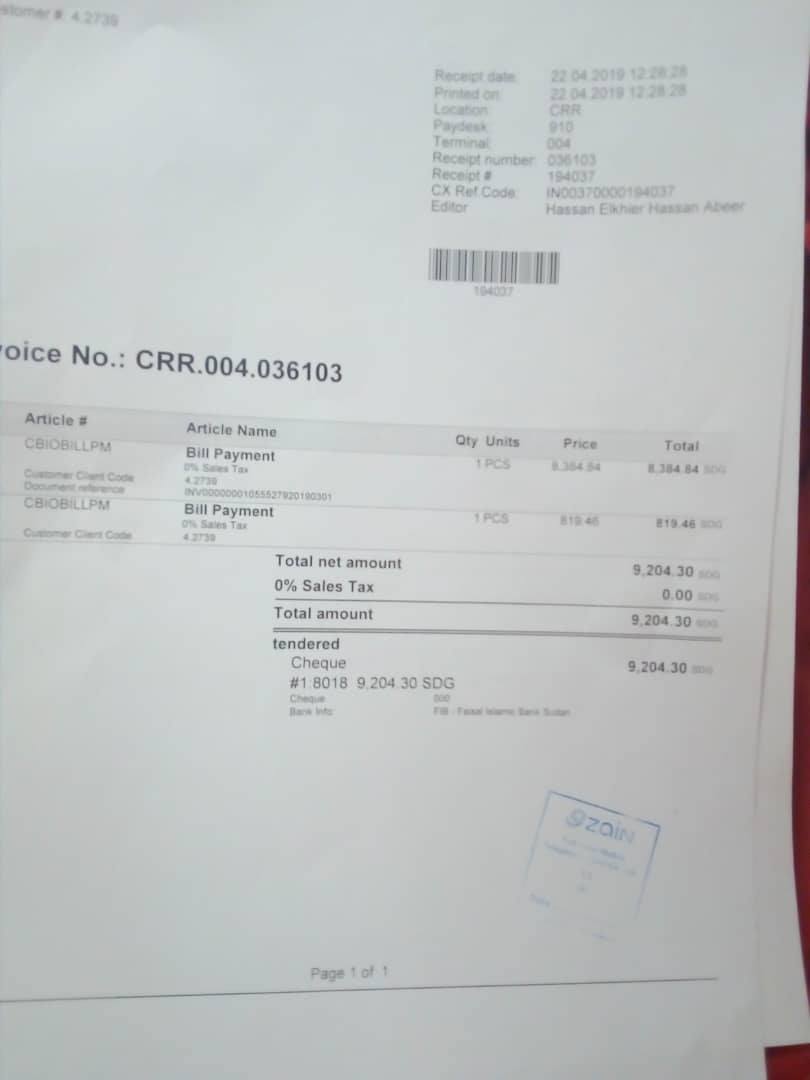 stomer #: 4.2739
Receipt date: 22.04.2019 12:28:28
Printed on: 22.04.2019 12:28:28
Location: CRR
Paydesk: 910
Terminal: 004
Receipt number: 036103
Receipt # 194037
CX Ref.Code: IN00370000194037
Editor Hassan Elkhier Hassan Abeer
194037
voice No.: CRR.004.036103
Article # Article Name Qty Units Price Total
CBIOBILLPM Bill Payment 1 PCS 8,384.84 8,384.84 SDG
0% Sales Tax
Customer Client Code 4.2739
Document reference INV00000001055527920190301
CBIOBILLPM Bill Payment 1 PCS 819.46 819.46 SDG
0% Sales Tax
Customer Client Code 4.2739
Total net amount 9,204.30 SDG
0% Sales Tax 0.00 SDG
Total amount 9,204.30 SDG
tendered
Cheque 9,204.30 SDG
#1:8018 9,204.30 SDG
Cheque 
Bank Info: FIB - Faisal Islamic Bank Sudan
zain
Page 1 of 1